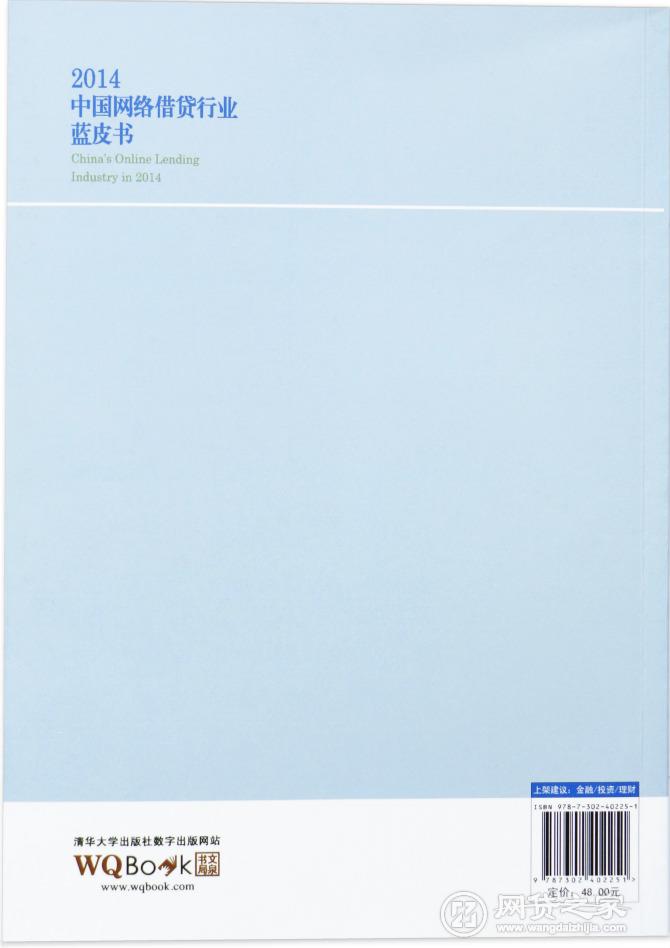 2014
中国网络借贷行业
蓝皮书
China's Online Lending
Industry in 2014
上架建议：金融/投资/理财
ISBN 978-7-302-40225-1
9 787302 402251 >
定价：48.00元
清华大学出版社数字出版网站
WQBook 书文局泉
www.wqbook.com
网贷之家
www.wangdaizhijia.com